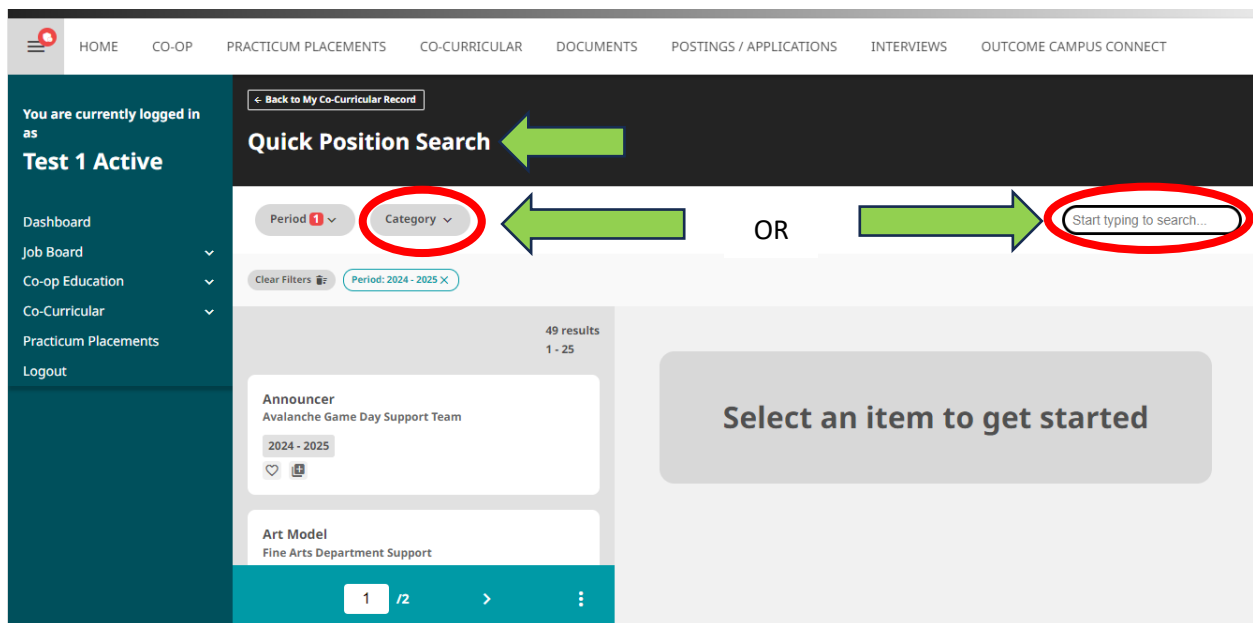 HOME CO-OP PRACTICUM PLACEMENTS CO-CURRICULAR DOCUMENTS POSTINGS / APPLICATIONS INTERVIEWS OUTCOME CAMPUS CONNECT
You are currently logged in
as
Test 1 Active
Dashboard
Job Board
Co-op Education
Co-Curricular
Practicum Placements
Logout
← Back to My Co-Curricular Record
Quick Position Search
Period 1 Category OR Start typing to search...
Clear Filters Period: 2024 - 2025 X
49 results
1 - 25
Announcer
Avalanche Game Day Support Team
2024 - 2025
Art Model
Fine Arts Department Support
1 /2 >
Select an item to get started